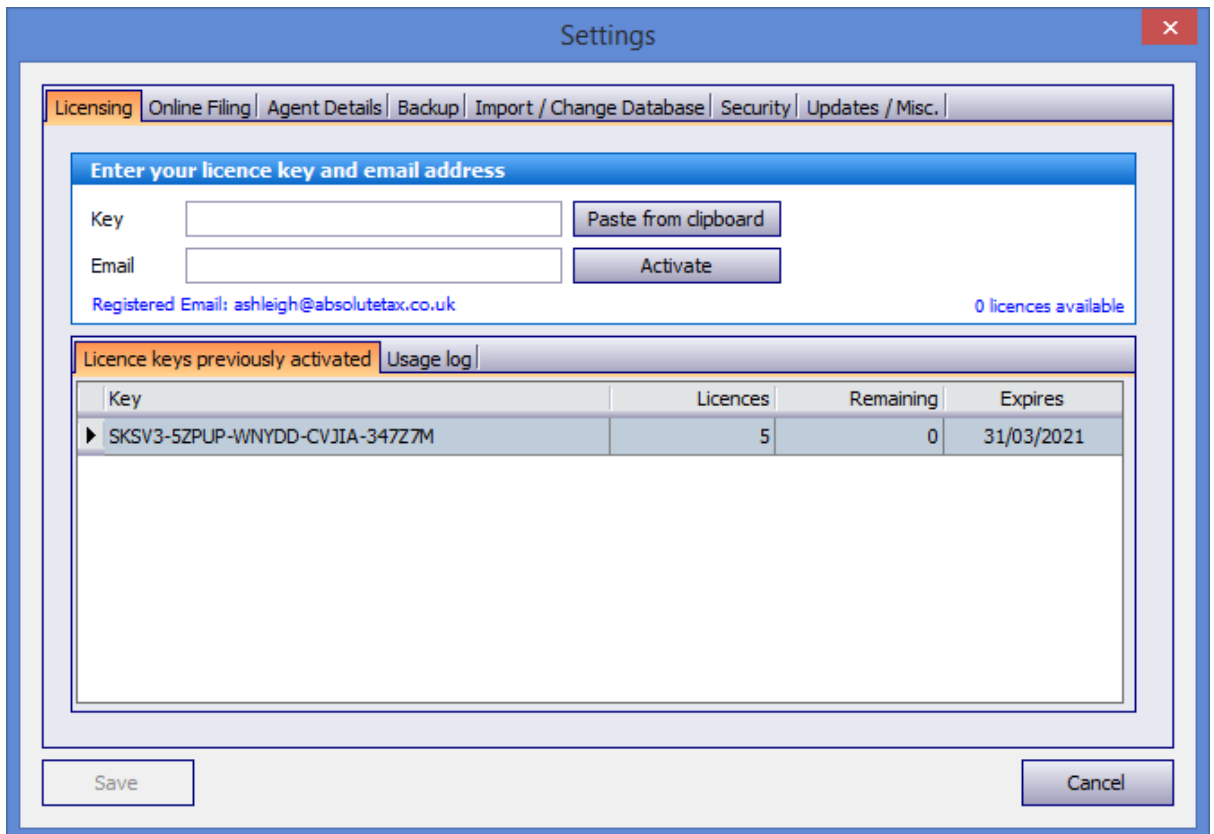 Settings
Licensing Online Filing Agent Details Backup Import / Change Database Security Updates / Misc.
Enter your licence key and email address
Key Paste from clipboard
Email Activate
Registered Email: ashleigh@absolutetax.co.uk 0 licences available
Licence keys previously activated Usage log
Key Licences Remaining Expires
SKSV3-5ZPUP-WNYDD-CVJIA-347Z7M 5 0 31/03/2021
Save Cancel